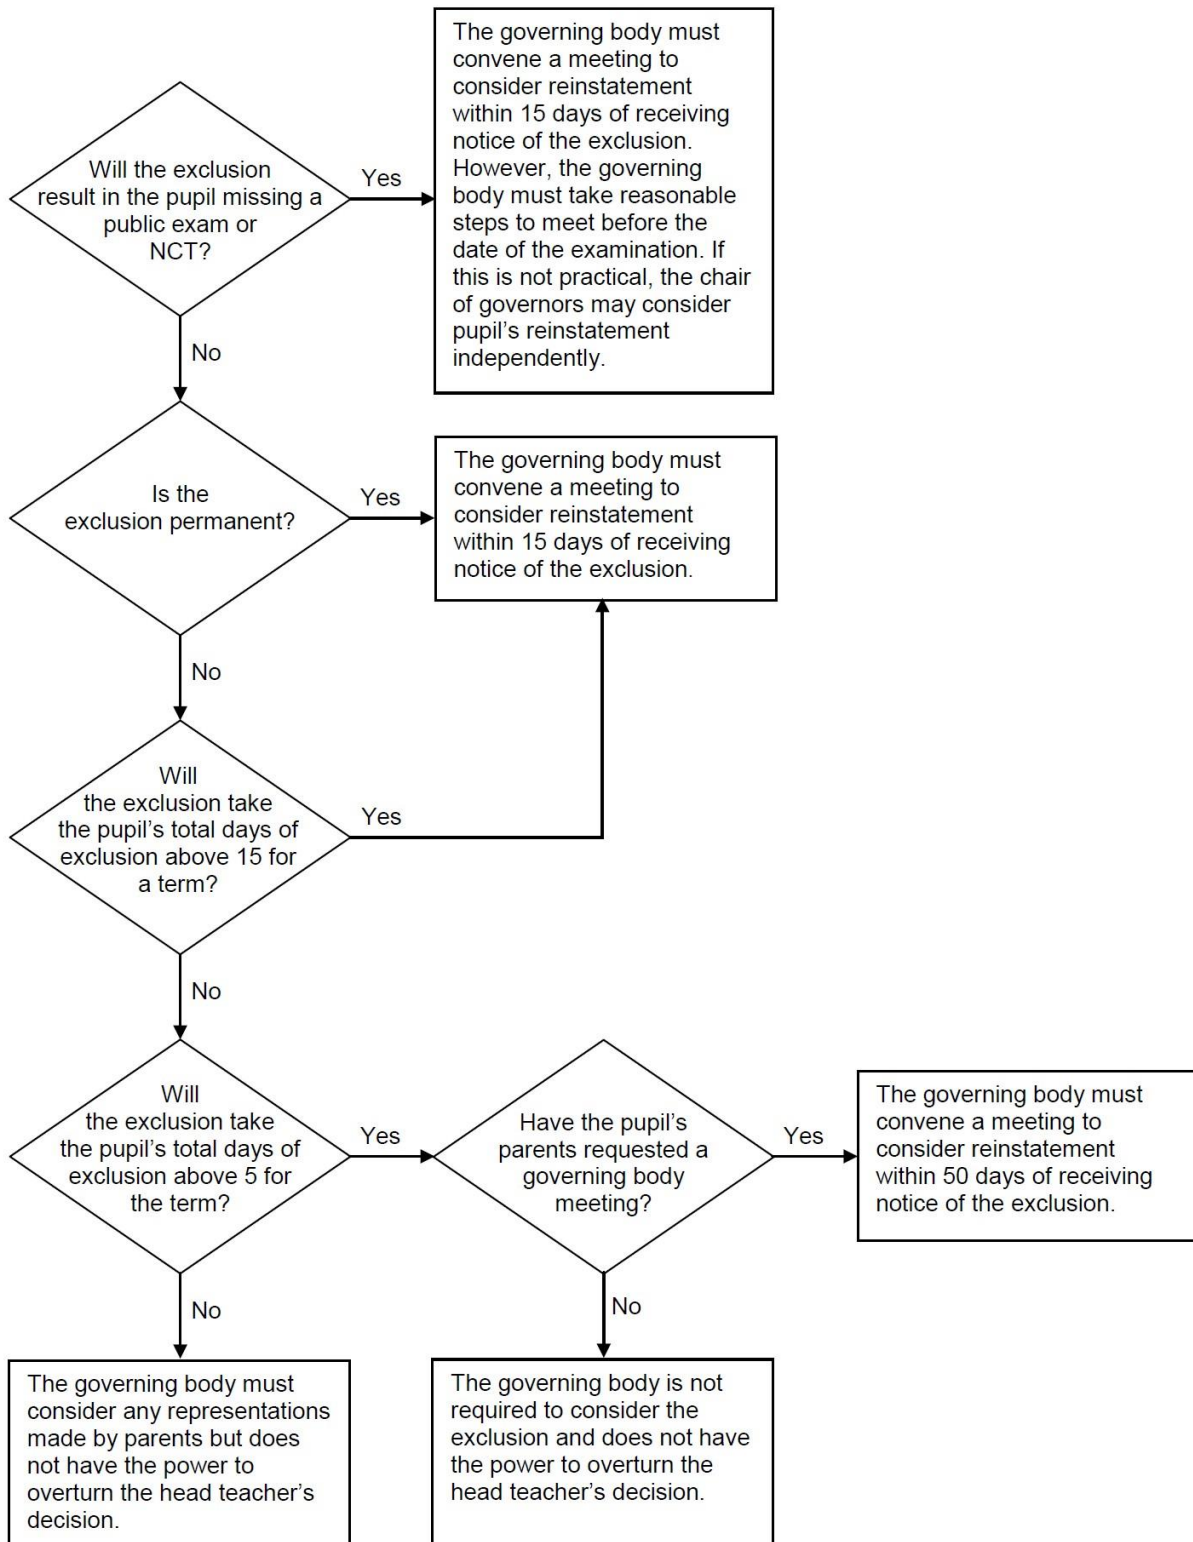 The governing body must
convene a meeting to
consider reinstatement
within 15 days of receiving
notice of the exclusion.
However, the governing
body must take reasonable
steps to meet before the
date of the examination. If
this is not practical, the chair
of governors may consider
pupil's reinstatement
independently.
Will the exclusion
result in the pupil missing a
public exam or
NCT?
Yes
No
Is the
exclusion permanent?
Yes
The governing body must
convene a meeting to
consider reinstatement
within 15 days of receiving
notice of the exclusion.
No
Will
the exclusion take
the pupil's total days of
exclusion above 15 for
a term?
Yes
No
Will
the exclusion take
the pupil's total days of
exclusion above 5 for
the term?
Yes
Have the pupil's
parents requested a
governing body
meeting?
Yes
The governing body must
convene a meeting to
consider reinstatement
within 50 days of receiving
notice of the exclusion.
No
No
The governing body must
consider any representations
made by parents but does
not have the power to
overturn the head teacher's
decision.
The governing body is not
required to consider the
exclusion and does not have
the power to overturn the
head teacher's decision.